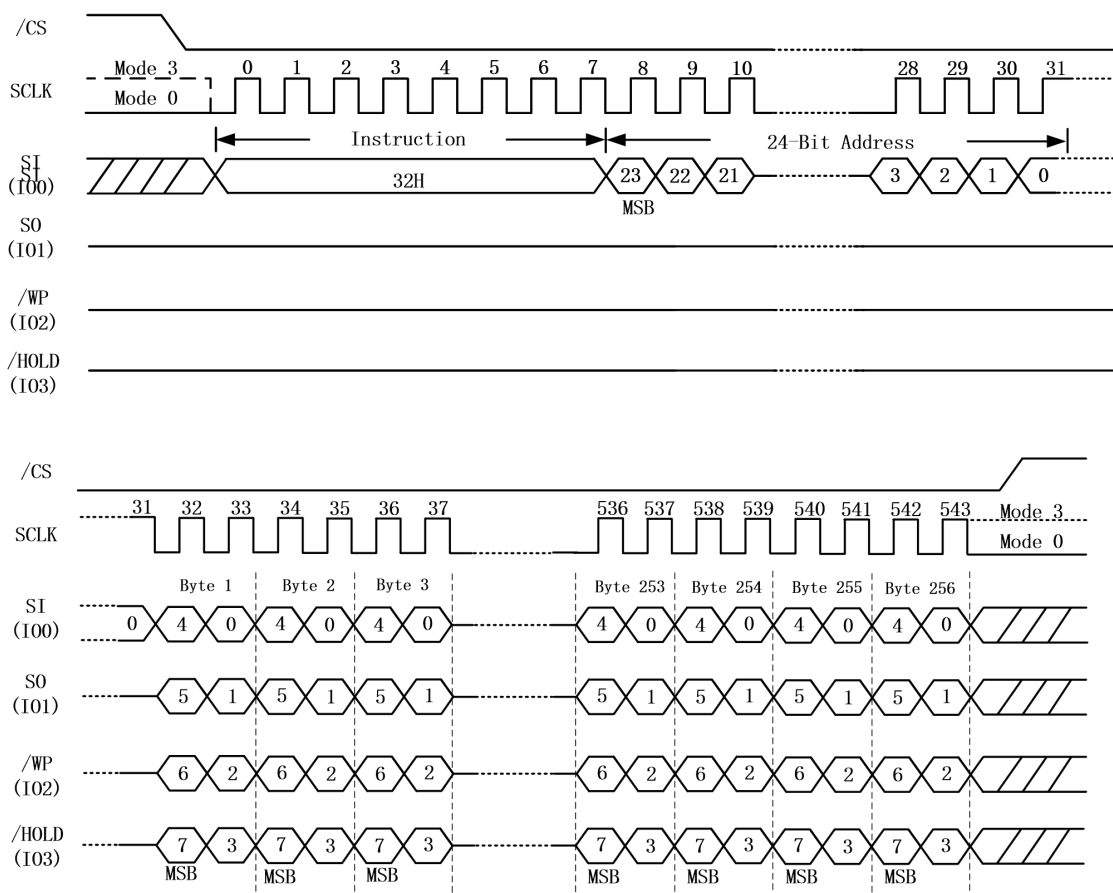 /CS
Mode 3
SCLK
Mode 0
0 1 2 3 4 5 6 7 8 9 10 28 29 30 31
Instruction 24-Bit Address
SI
SI
(IO0)
32H 23 22 21 3 2 1 0
MSB
SO
(IO1)
/WP
(IO2)
/HOLD
(IO3)
/CS
31 32 33 34 35 36 37 536 537 538 539 540 541 542 543
Mode 3
SCLK
Mode 0
Byte 1 Byte 2 Byte 3 Byte 253 Byte 254 Byte 255 Byte 256
SI
(IO0)
0 4 0 4 0 4 0 4 0 4 0 4 0 4 0
SO
(IO1)
5 1 5 1 5 1 5 1 5 1 5 1 5 1
/WP
(IO2)
6 2 6 2 6 2 6 2 6 2 6 2 6 2
/HOLD
(IO3)
7 3 7 3 7 3 7 3 7 3 7 3 7 3
MSB MSB MSB MSB MSB MSB MSB